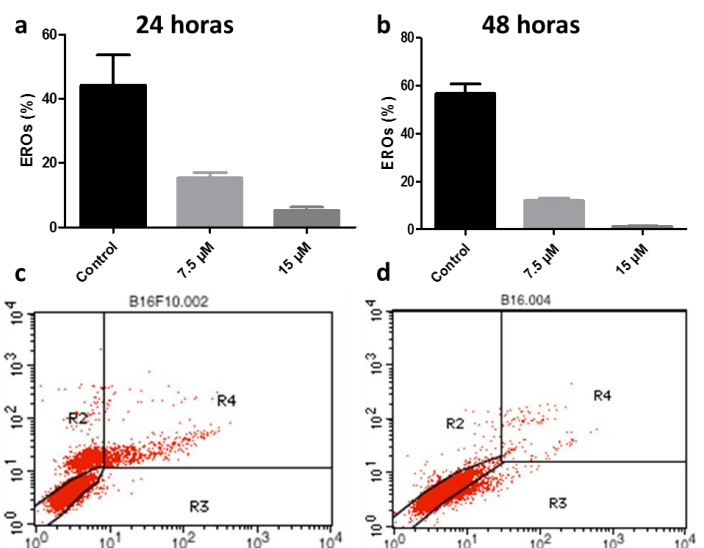 a 24 horas
b 48 horas
EROs (%)
60
40
20
0
Control
7.5 µM
15 µM
EROs (%)
80
60
40
20
0
Control
7.5 µM
15 µM
c
B16F10.002
10⁴
10³
10²
10¹
10⁰
R2
R4
R3
10⁰ 10¹ 10² 10³ 10⁴
d
B16.004
10⁴
10³
10²
10¹
10⁰
R2
R4
R3
10⁰ 10¹ 10² 10³ 10⁴